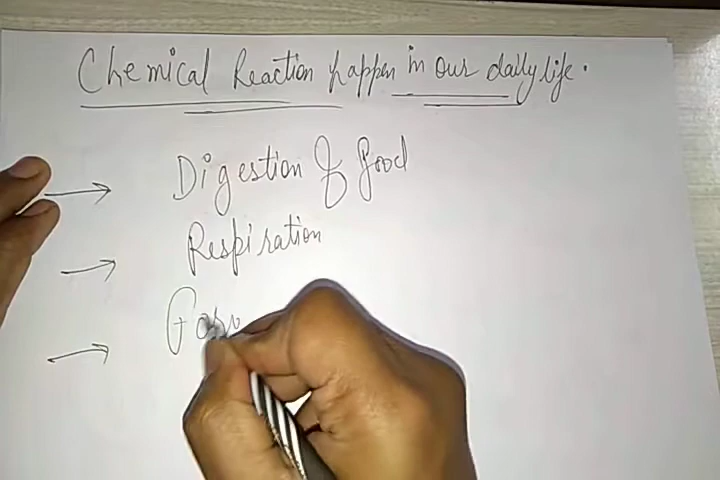 Chemical Reaction happen in our daily life.
Digestion of food
Respiration